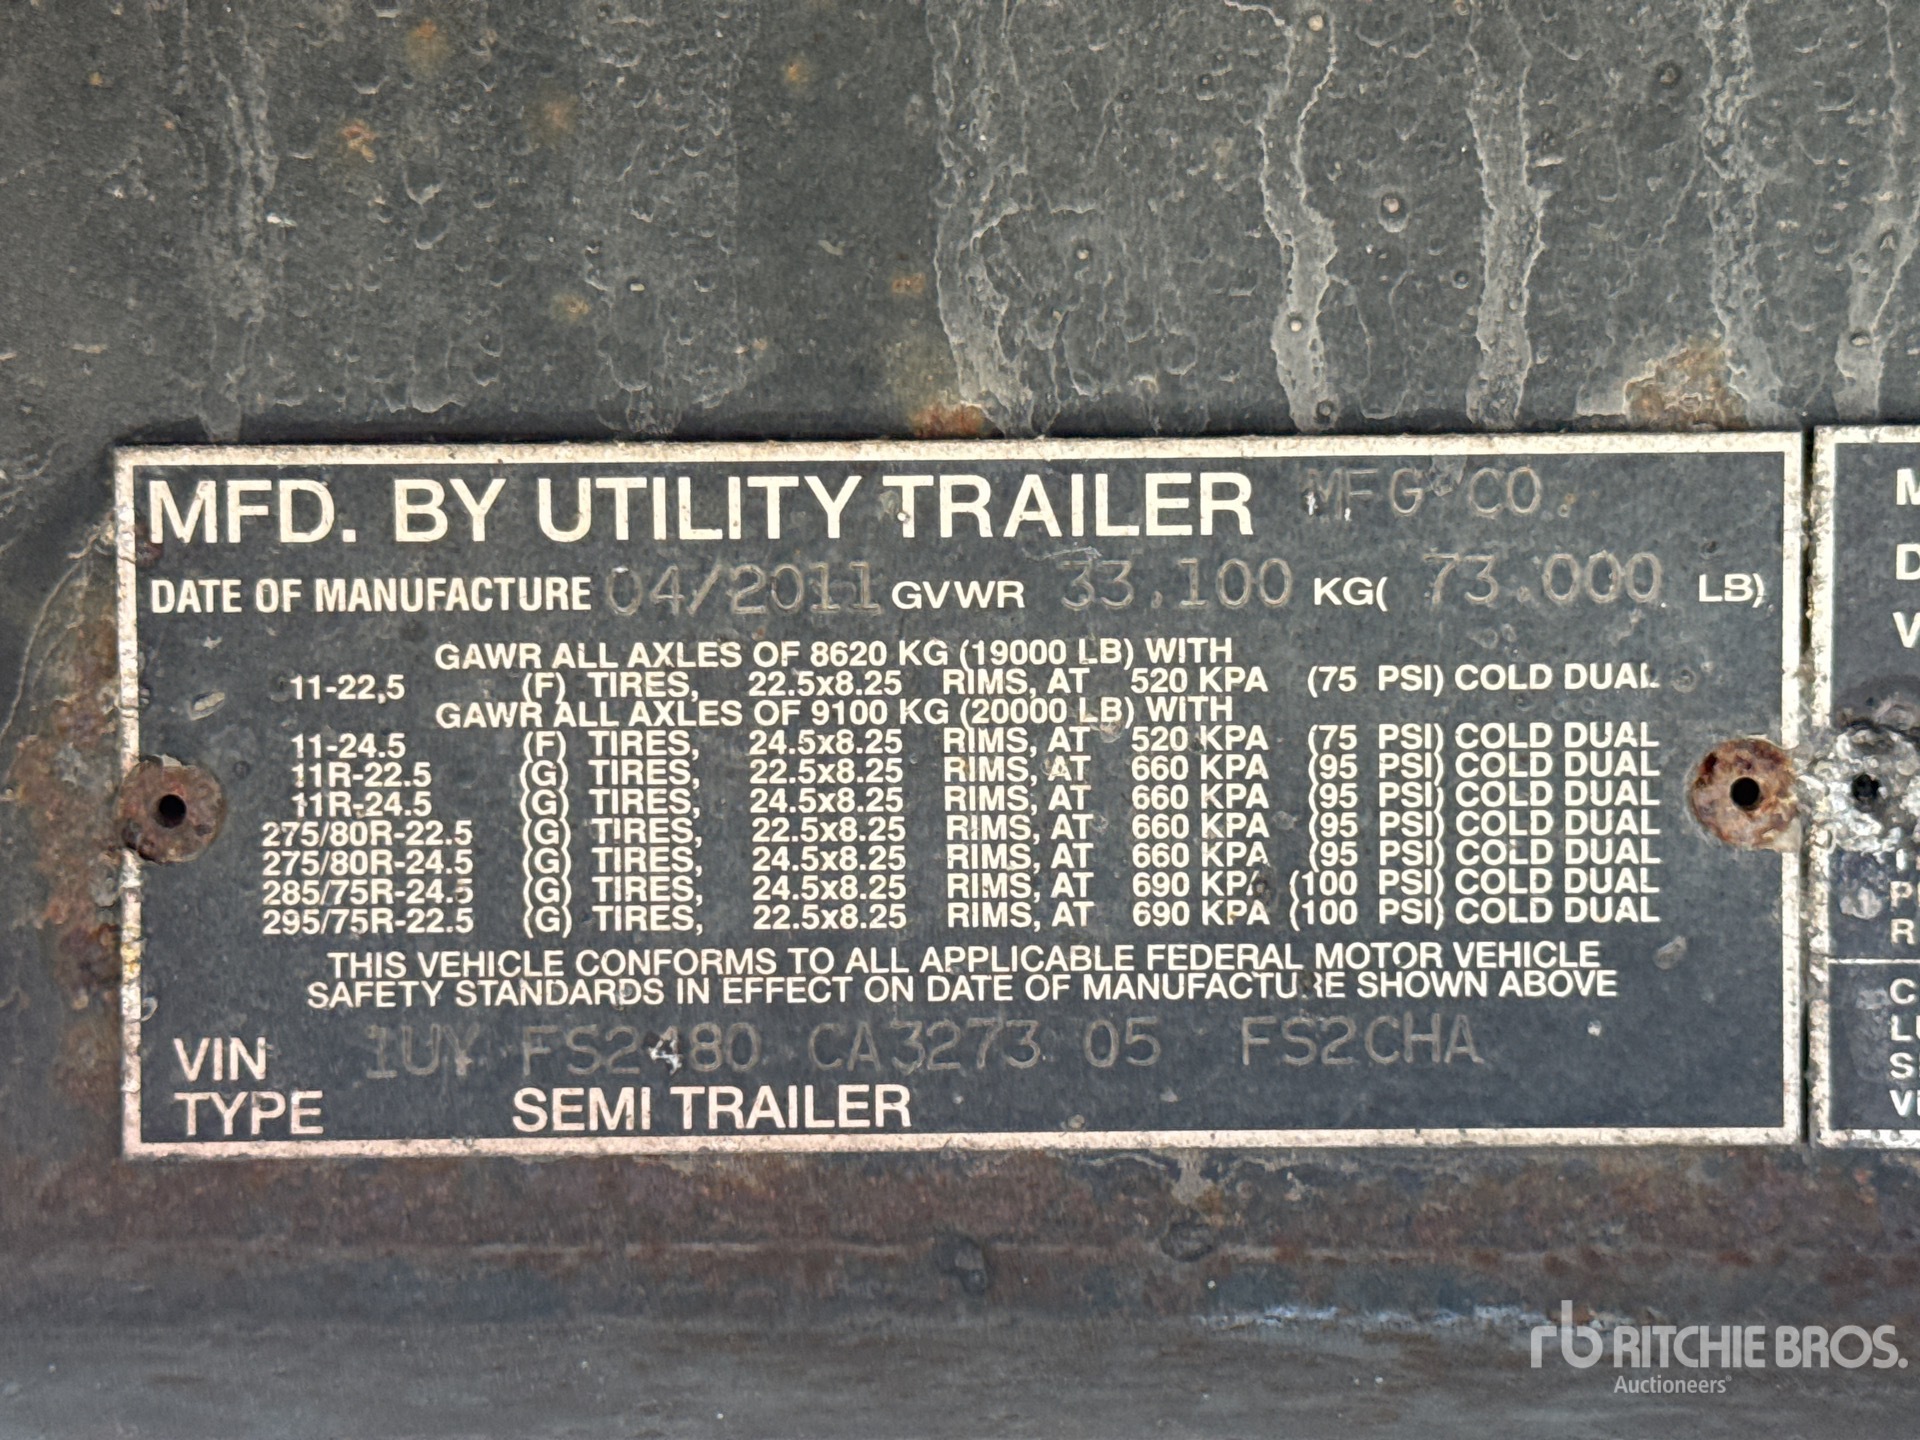 MFD. BY UTILITY TRAILER MFG CO.
DATE OF MANUFACTURE 04/2011 GVWR 33,100 KG( 73,000 LB)
GAWR ALL AXLES OF 8620 KG (19000 LB) WITH
11-22,5 (F) TIRES, 22.5x8.25 RIMS, AT 520 KPA (75 PSI) COLD DUAL
GAWR ALL AXLES OF 9100 KG (20000 LB) WITH
11-24.5 (F) TIRES, 24.5x8.25 RIMS, AT 520 KPA (75 PSI) COLD DUAL
11R-22.5 (G) TIRES, 22.5x8.25 RIMS, AT 660 KPA (95 PSI) COLD DUAL
11R-24.5 (G) TIRES, 24.5x8.25 RIMS, AT 660 KPA (95 PSI) COLD DUAL
275/80R-22.5 (G) TIRES, 22.5x8.25 RIMS, AT 660 KPA (95 PSI) COLD DUAL
275/80R-24.5 (G) TIRES, 24.5x8.25 RIMS, AT 660 KPA (95 PSI) COLD DUAL
285/75R-24.5 (G) TIRES, 24.5x8.25 RIMS, AT 690 KPA (100 PSI) COLD DUAL
295/75R-22.5 (G) TIRES, 22.5x8.25 RIMS, AT 690 KPA (100 PSI) COLD DUAL
THIS VEHICLE CONFORMS TO ALL APPLICABLE FEDERAL MOTOR VEHICLE
SAFETY STANDARDS IN EFFECT ON DATE OF MANUFACTURE SHOWN ABOVE
VIN 1UY FS2480 CA3273 05 FS2CHA
TYPE SEMI TRAILER
rb RITCHIE BROS.
Auctioneers